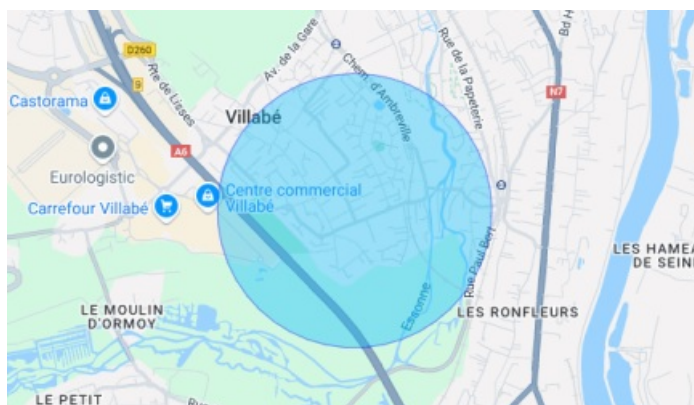 D260
Rte de Lisses
9
Av. de la Gare
Chem. d'Ambreville
Rue de la Papeterie
N7
Castorama
Villabé
A6
Eurologistic
Centre commercial
Villabé
Carrefour Villabé
Rue Paul Bert
LES HAMEA
DE SEINE
LE MOULIN
D'ORMOY
Essonne
LES RONFLEURS
LE PETIT